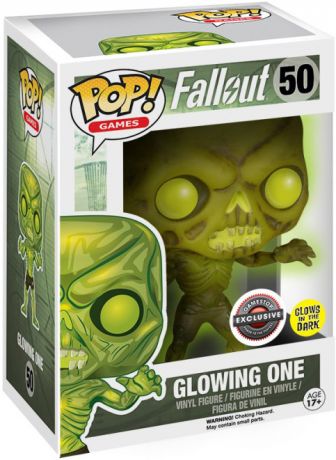 POP!
GAMES
Fallout 50
GAMESTOP
EXCLUSIVE
GLOWS
IN THE
DARK
GLOWING ONE
50
GLOWING ONE
VINYL FIGURE / FIGURINE EN VINYLE /
FIGURA DE VINIL
WARNING: CHOKING HAZARD.
May contain small parts.
AGE
17+